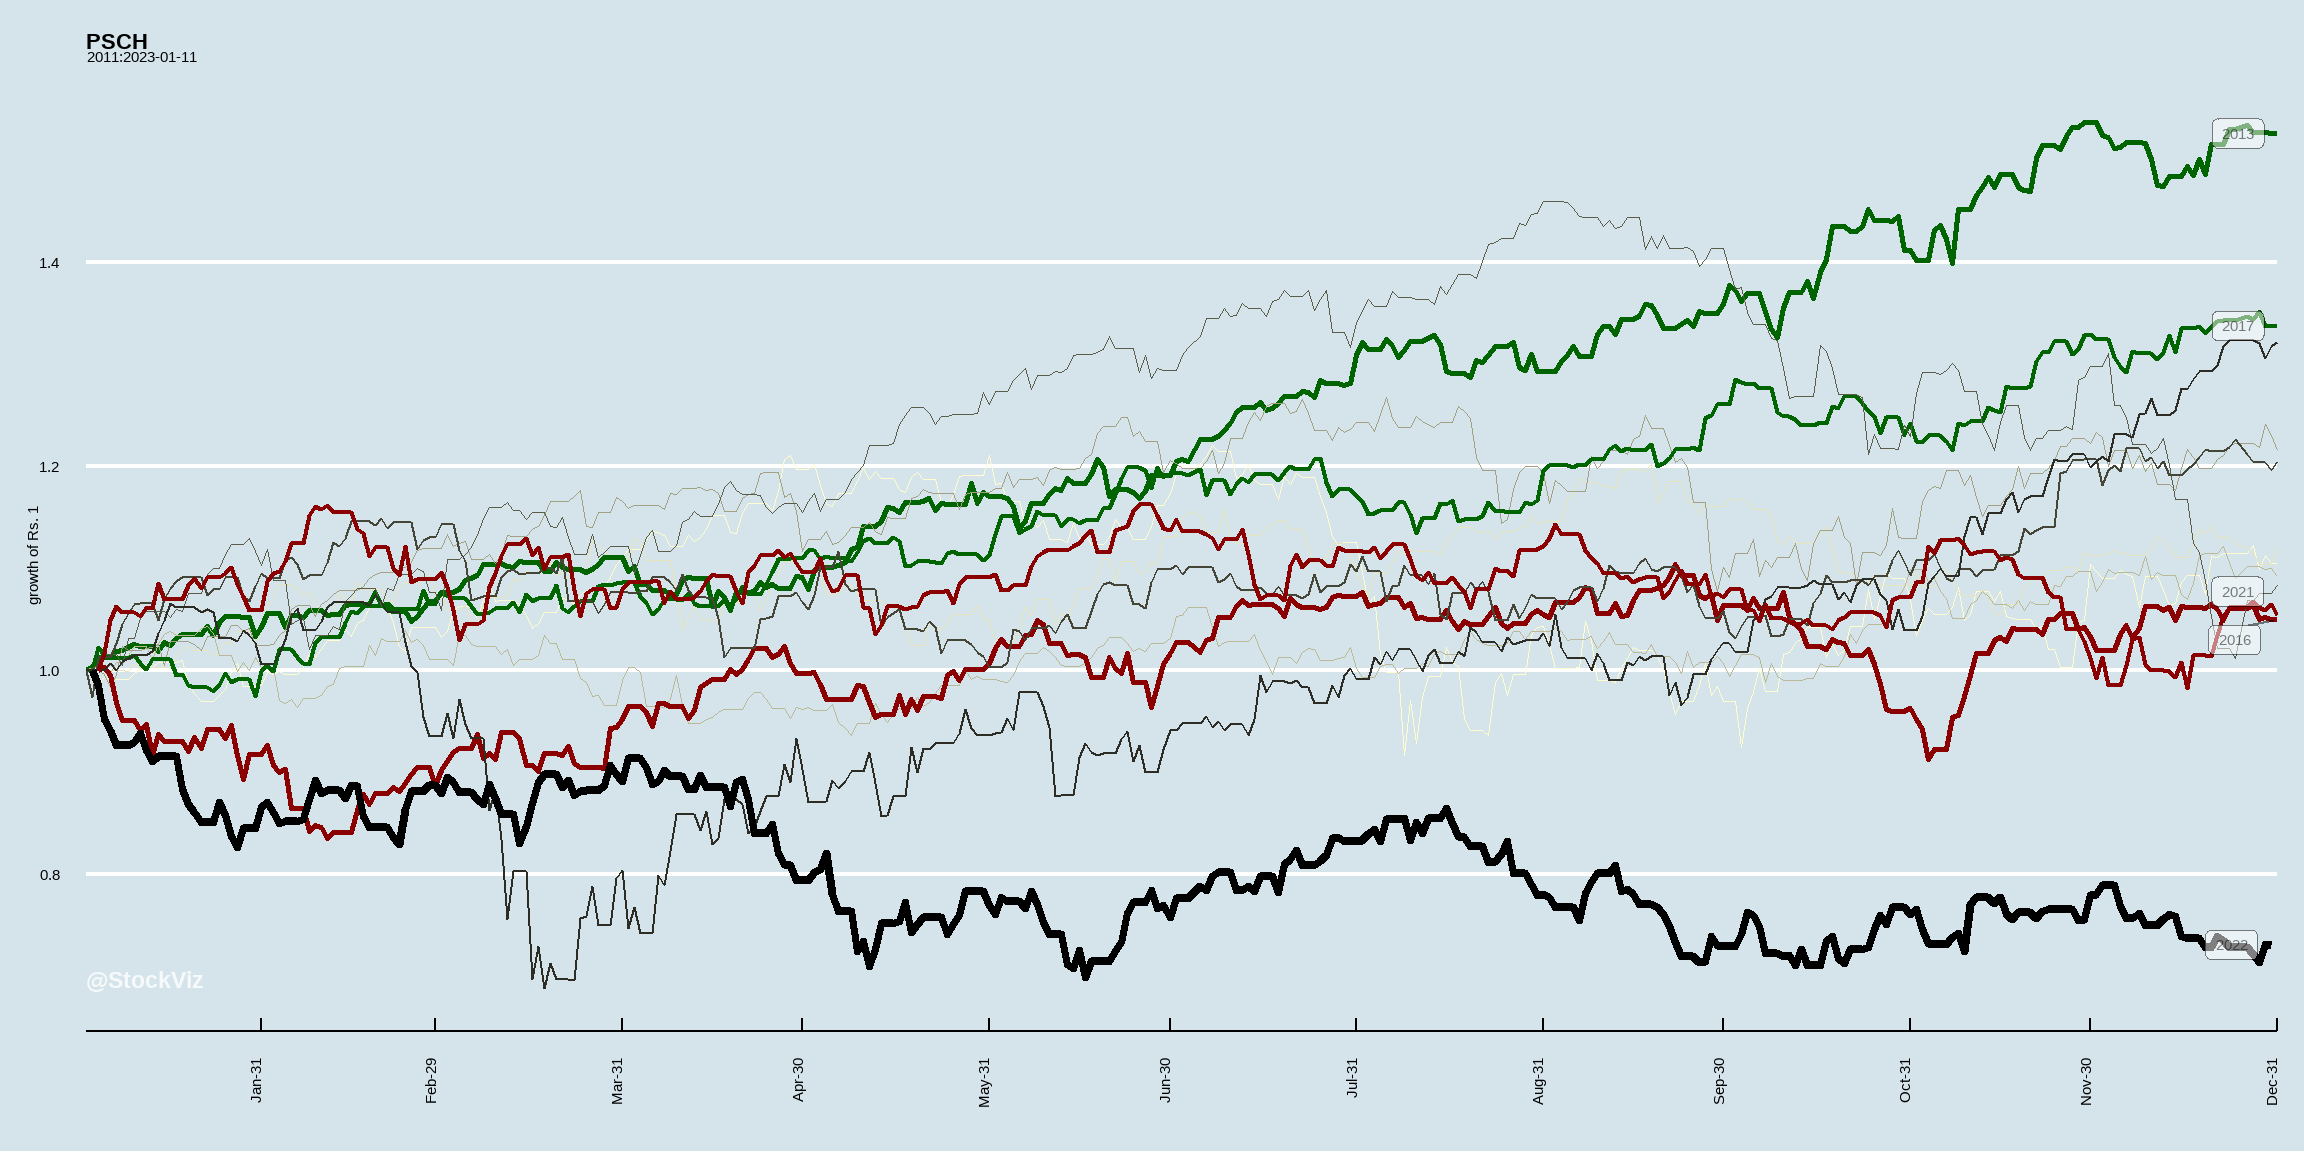 PSCH
2011:2023-01-11
growth of Rs. 1
1.4
1.2
1.0
0.8
2013
2017
2021
2016
2022
@StockViz
Jan-31
Feb-29
Mar-31
Apr-30
May-31
Jun-30
Jul-31
Aug-31
Sep-30
Oct-31
Nov-30
Dec-31